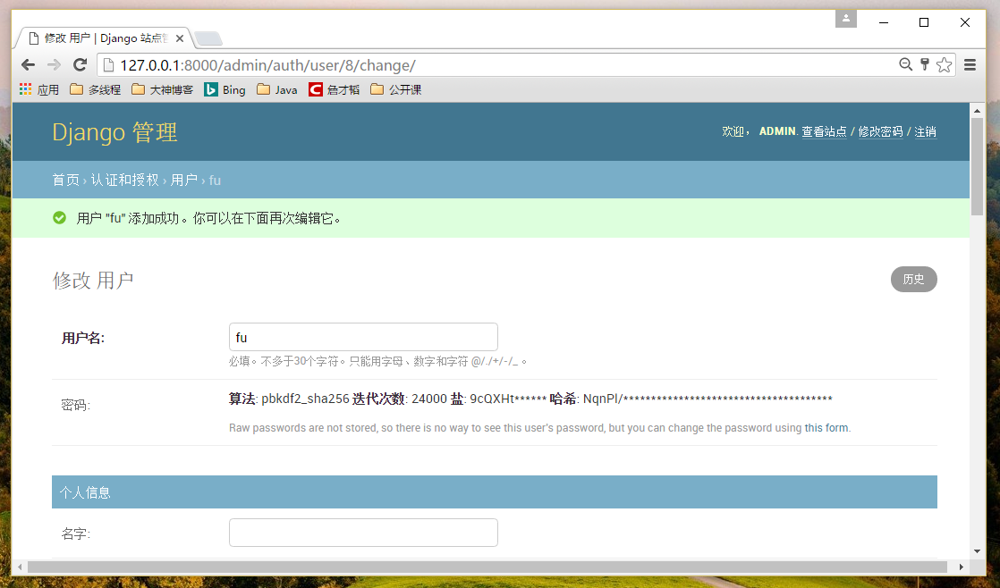 修改 用户 | Django 站点管
127.0.0.1:8000/admin/auth/user/8/change/
应用 多线程 大神博客 Bing Java 危才韬 公开课
Django 管理
欢迎， ADMIN. 查看站点 / 修改密码 / 注销
首页 › 认证和授权 › 用户 › fu
用户 "fu" 添加成功。你可以在下面再次编辑它。
修改 用户
历史
用户名: fu
必填。不多于30个字符。只能用字母、数字和字符 @/./+/-/_ 。
密码: 算法: pbkdf2_sha256 迭代次数: 24000 盐: 9cQXHt****** 哈希: NqnPl/**************************************
Raw passwords are not stored, so there is no way to see this user's password, but you can change the password using this form.
个人信息
名字: